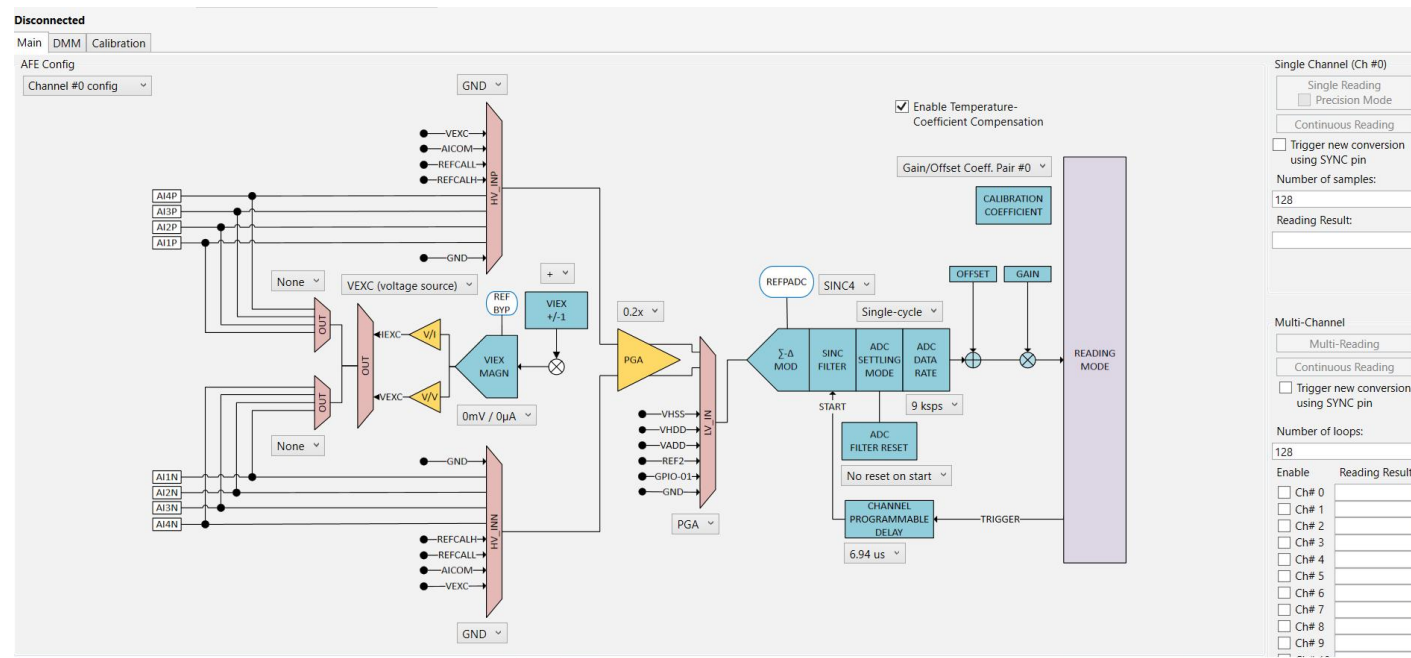 Disconnected
Main DMM Calibration
AFE Config
Channel #0 config
GND
VEXC
AICOM
REFCALL
REFCALH
HV_INP
AI4P
AI3P
AI2P
AI1P
GND
Enable Temperature-
Coefficient Compensation
Gain/Offset Coeff. Pair #0
CALIBRATION
COEFFICIENT
None
VEXC (voltage source)
+
OUT
OUT
OUT
IEXC
V/I
VEXC
V/V
REF
BYP
VIEX
+/-1
VIEX
MAGN
0mV / 0µA
None
0.2x
PGA
REFPADC
SINC4
Single-cycle
OFFSET
GAIN
∑-Δ
MOD
SINC
FILTER
ADC
SETTLING
MODE
ADC
DATA
RATE
READING
MODE
START
9 ksps
ADC
FILTER RESET
No reset on start
CHANNEL
PROGRAMMABLE
DELAY
TRIGGER
6.94 us
VHSS
VHDD
VADD
REF2
GPIO-01
GND
LV_IN
PGA
GND
AI1N
AI2N
AI3N
AI4N
HV_INN
REFCALH
REFCALL
AICOM
VEXC
GND
Single Channel (Ch #0)
Single Reading
Precision Mode
Continuous Reading
Trigger new conversion
using SYNC pin
Number of samples:
128
Reading Result:
Multi-Channel
Multi-Reading
Continuous Reading
Trigger new conversion
using SYNC pin
Number of loops:
128
Enable Reading Result
Ch# 0
Ch# 1
Ch# 2
Ch# 3
Ch# 4
Ch# 5
Ch# 6
Ch# 7
Ch# 8
Ch# 9